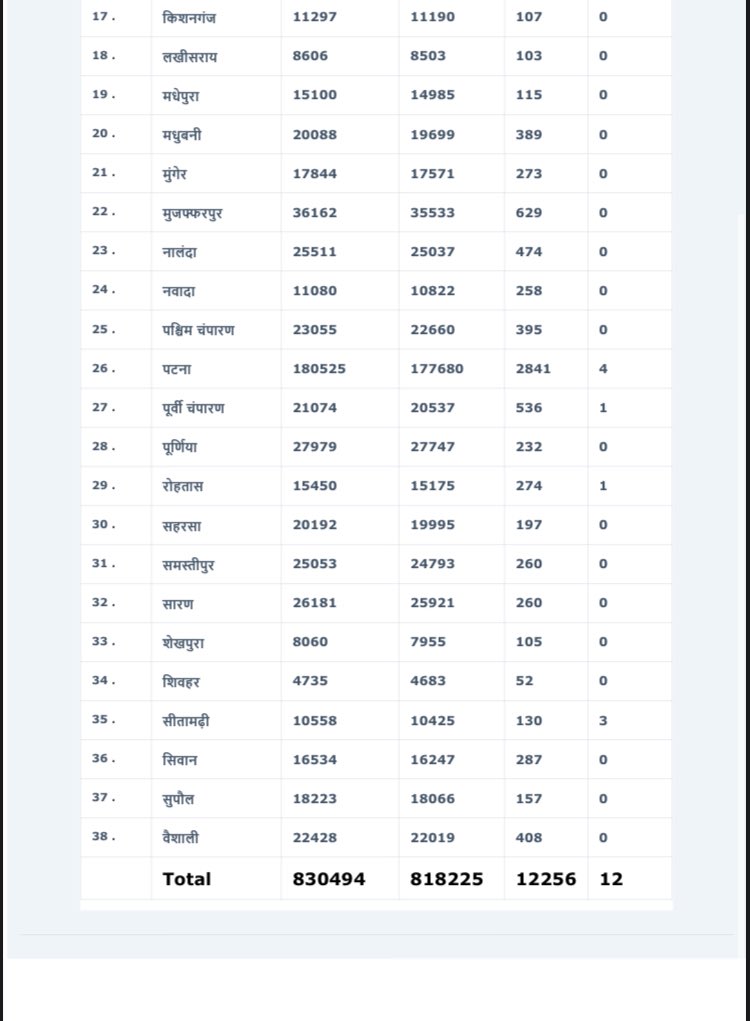 17. किशनगंज 11297 11190 107 0
18. लखीसराय 8606 8503 103 0
19. मधेपुरा 15100 14985 115 0
20. मधुबनी 20088 19699 389 0
21. मुंगेर 17844 17571 273 0
22. मुजफ्फरपुर 36162 35533 629 0
23. नालंदा 25511 25037 474 0
24. नवादा 11080 10822 258 0
25. पश्चिम चंपारण 23055 22660 395 0
26. पटना 180525 177680 2841 4
27. पूर्वी चंपारण 21074 20537 536 1
28. पूर्णिया 27979 27747 232 0
29. रोहतास 15450 15175 274 1
30. सहरसा 20192 19995 197 0
31. समस्तीपुर 25053 24793 260 0
32. सारण 26181 25921 260 0
33. शेखपुरा 8060 7955 105 0
34. शिवहर 4735 4683 52 0
35. सीतामढ़ी 10558 10425 130 3
36. सिवान 16534 16247 287 0
37. सुपौल 18223 18066 157 0
38. वैशाली 22428 22019 408 0
Total 830494 818225 12256 12